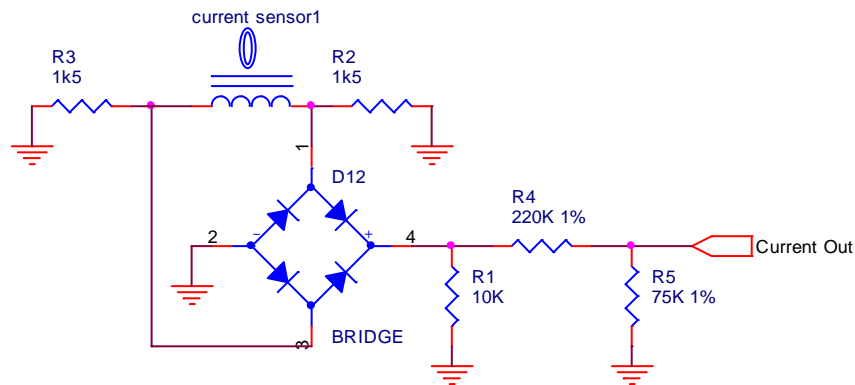 current sensor1
R3
1k5
R2
1k5
1
D12
R4
220K 1%
2
-
+
4
Current Out
R1
10K
R5
75K 1%
3
BRIDGE